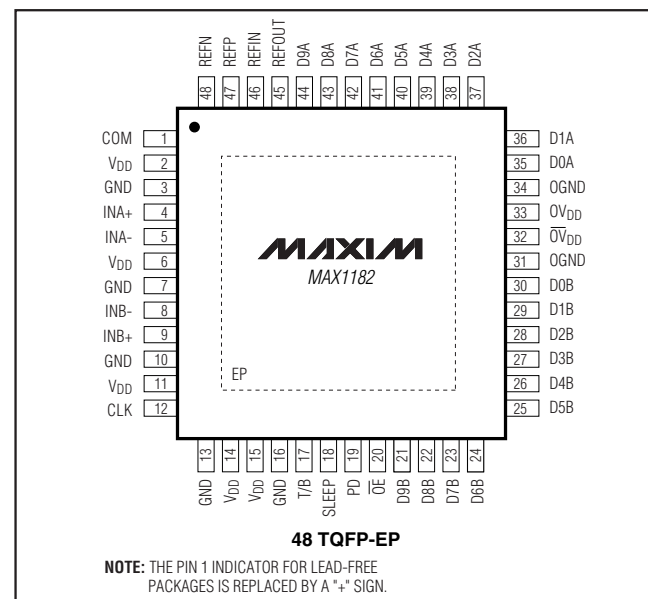 REFN REFP REFIN REFOUT D9A D8A D7A D6A D5A D4A D3A D2A
48 47 46 45 44 43 42 41 40 39 38 37
COM 1
VDD 2
GND 3
INA+ 4
INA- 5
VDD 6
GND 7
INB- 8
INB+ 9
GND 10
VDD 11
CLK 12
MAXIM
MAX1182
EP
36 D1A
35 D0A
34 OGND
33 OVDD
32 O̅V̅DD
31 OGND
30 D0B
29 D1B
28 D2B
27 D3B
26 D4B
25 D5B
13 14 15 16 17 18 19 20 21 22 23 24
GND VDD VDD GND T/B SLEEP PD O̅E̅ D9B D8B D7B D6B
48 TQFP-EP
NOTE: THE PIN 1 INDICATOR FOR LEAD-FREE
PACKAGES IS REPLACED BY A "+" SIGN.